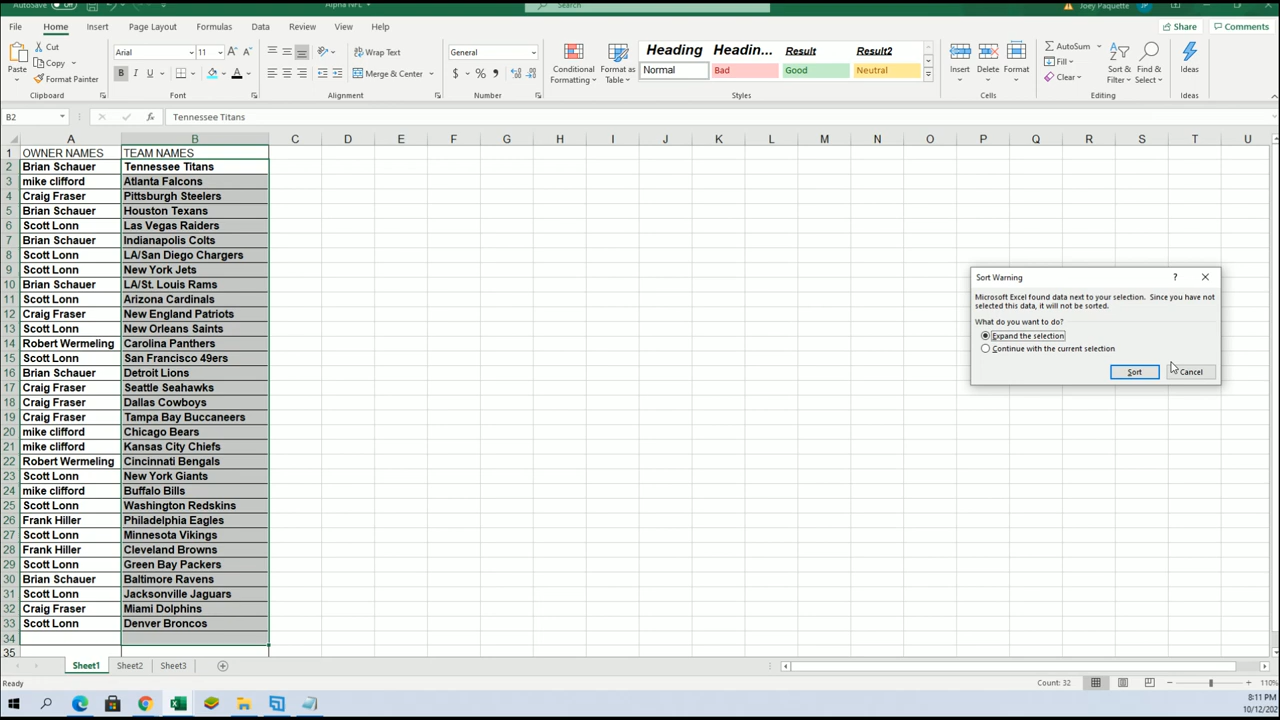 AutoSave Off Alpha NFL Search Joey Paquette JP
File Home Insert Page Layout Formulas Data Review View Help Share Comments
Paste Cut Copy Format Painter Clipboard
Arial 11 A A B I U A Font
ab Wrap Text Merge & Center Alignment
General $ % 9 Number
Conditional Formatting Format as Table
Heading Headin... Result Result2
Normal Bad Good Neutral
Styles
Insert Delete Format Cells
AutoSum Fill Clear Sort & Filter Find & Select Editing
Ideas Ideas
B2 fx Tennessee Titans
A B C D E F G H I J K L M N O P Q R S T U
1 OWNER NAMES TEAM NAMES
2 Brian Schauer Tennessee Titans
3 mike clifford Atlanta Falcons
4 Craig Fraser Pittsburgh Steelers
5 Brian Schauer Houston Texans
6 Scott Lonn Las Vegas Raiders
7 Brian Schauer Indianapolis Colts
8 Scott Lonn LA/San Diego Chargers
9 Scott Lonn New York Jets
10 Brian Schauer LA/St. Louis Rams
11 Scott Lonn Arizona Cardinals
12 Craig Fraser New England Patriots
13 Scott Lonn New Orleans Saints
14 Robert Wermeling Carolina Panthers
15 Scott Lonn San Francisco 49ers
16 Brian Schauer Detroit Lions
17 Craig Fraser Seattle Seahawks
18 Craig Fraser Dallas Cowboys
19 Craig Fraser Tampa Bay Buccaneers
20 mike clifford Chicago Bears
21 mike clifford Kansas City Chiefs
22 Robert Wermeling Cincinnati Bengals
23 Scott Lonn New York Giants
24 mike clifford Buffalo Bills
25 Scott Lonn Washington Redskins
26 Frank Hiller Philadelphia Eagles
27 Scott Lonn Minnesota Vikings
28 Frank Hiller Cleveland Browns
29 Scott Lonn Green Bay Packers
30 Brian Schauer Baltimore Ravens
31 Scott Lonn Jacksonville Jaguars
32 Craig Fraser Miami Dolphins
33 Scott Lonn Denver Broncos
34
35
Sort Warning ?
Microsoft Excel found data next to your selection. Since you have not
selected this data, it will not be sorted.
What do you want to do?
Expand the selection
Continue with the current selection
Sort Cancel
Sheet1 Sheet2 Sheet3
Ready Count: 32 110%
8:11 PM
10/12/202